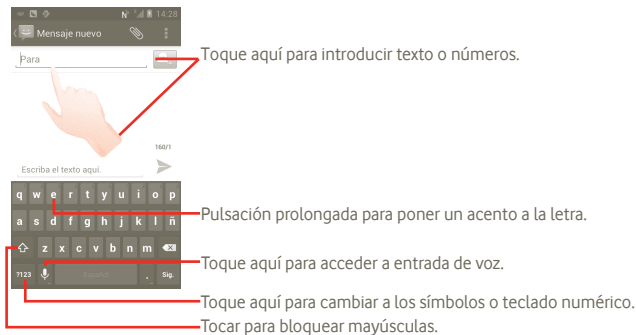 14:28
Mensaje nuevo
Para
Toque aquí para introducir texto o números.
160/1
Escriba el texto aquí.
q w e r t y u i o p
a s d f g h j k l ñ
Pulsación prolongada para poner un acento a la letra.
z x c v b n m
Toque aquí para acceder a entrada de voz.
?123 Español . Sig.
Toque aquí para cambiar a los símbolos o teclado numérico.
Tocar para bloquear mayúsculas.